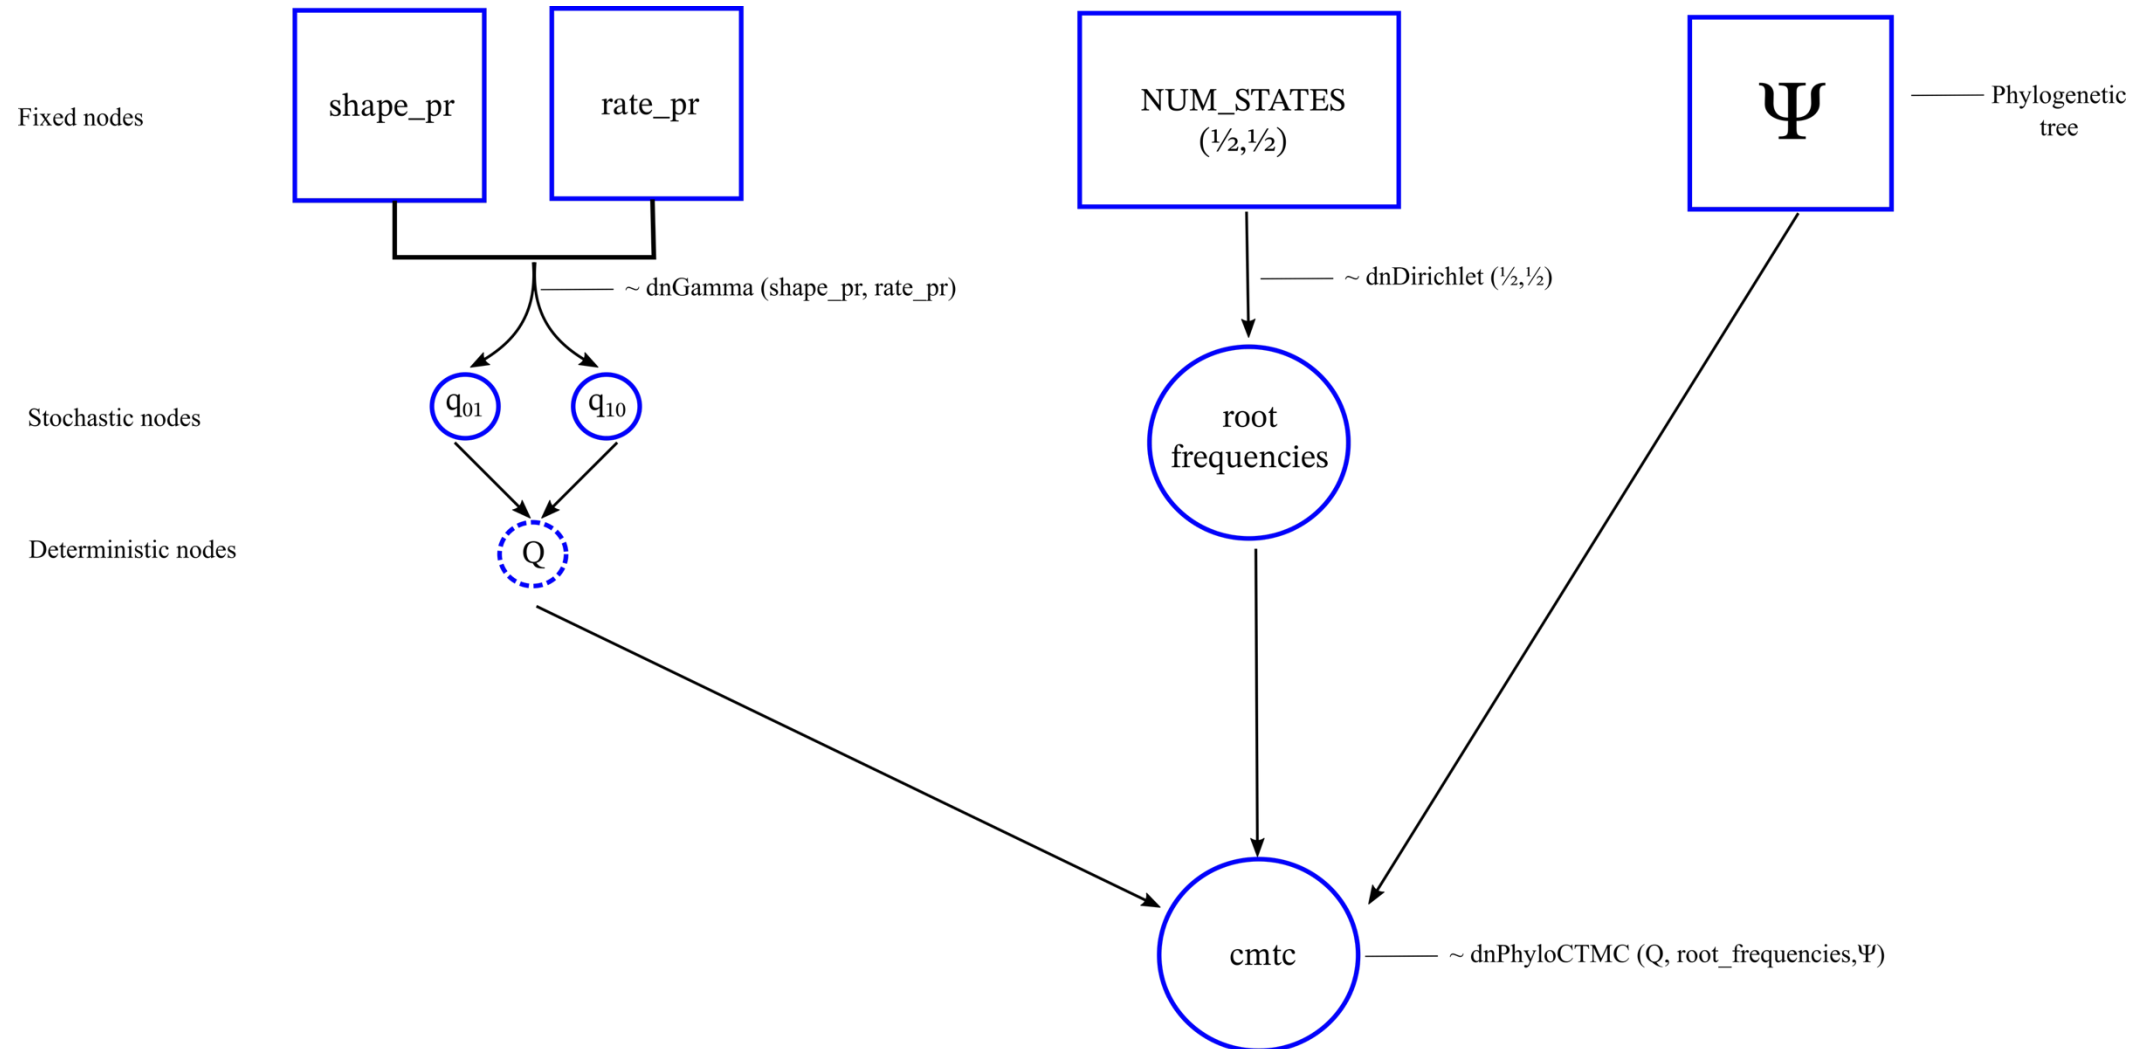 Fixed nodes
shape_pr
rate_pr
NUM_STATES
(½,½)
Ψ
Phylogenetic
tree
~ dnGamma (shape_pr, rate_pr)
~ dnDirichlet (½,½)
Stochastic nodes
q₀₁
q₁₀
root
frequencies
Deterministic nodes
Q
cmtc
~ dnPhyloCTMC (Q, root_frequencies,Ψ)